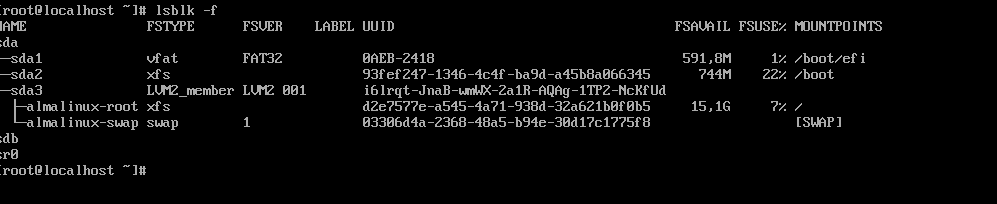 [root@localhost ~]# lsblk -f
NAME FSTYPE FSVER LABEL UUID FSAVAIL FSUSE% MOUNTPOINTS
sda
├─sda1 vfat FAT32 0AEB-2418 591,8M 1% /boot/efi
├─sda2 xfs 93fef247-1346-4c4f-ba9d-a45b8a066345 744M 22% /boot
└─sda3 LVM2_member LVM2 001 i6lrqt-JnaB-wmWX-2a1R-AQAg-1TP2-NcKfUd
├─almalinux-root xfs d2e7577e-a545-4a71-938d-32a621b0f0b5 15,1G 7% /
└─almalinux-swap swap 1 03306d4a-2368-48a5-b94e-30d17c1775f8 [SWAP]
sdb
sr0
[root@localhost ~]#